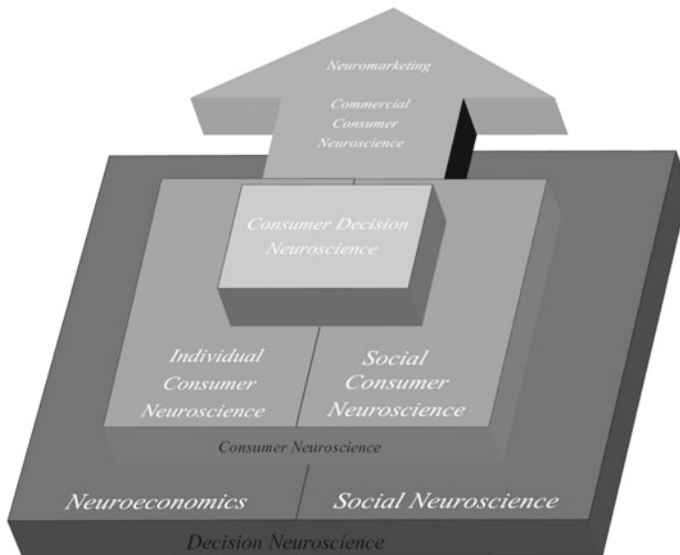 Neuromarketing
Commercial
Consumer
Neuroscience
Consumer Decision
Neuroscience
Individual
Consumer
Neuroscience
Social
Consumer
Neuroscience
Consumer Neuroscience
Neuroeconomics
Social Neuroscience
Decision Neuroscience